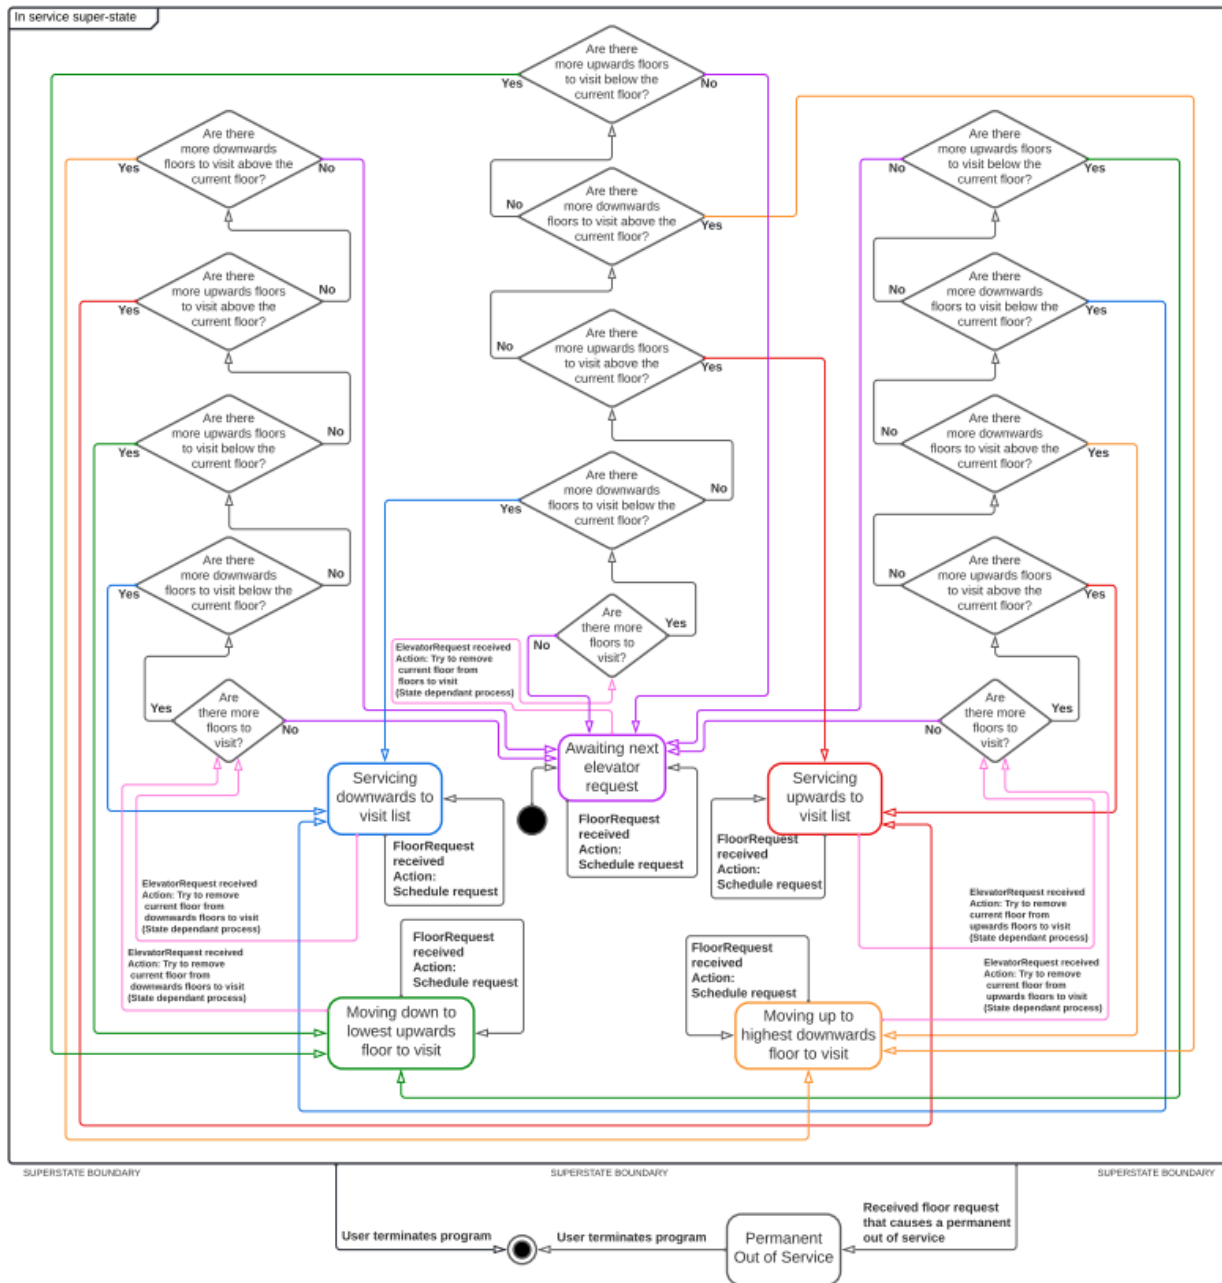 In service super-state
Are there
more upwards floors
to visit below the
current floor?
Yes
No
Are there
more downwards
floors to visit above the
current floor?
Yes
No
Are there
more downwards
floors to visit above the
current floor?
No
Yes
Are there
more upwards floors
to visit below the
current floor?
No
Yes
Are there
more upwards floors
to visit above the
current floor?
Yes
No
Are there
more upwards floors
to visit above the
current floor?
No
Yes
Are there
more downwards
floors to visit below the
current floor?
No
Yes
Are there
more upwards floors
to visit below the
current floor?
Yes
No
Are there
more downwards
floors to visit below the
current floor?
Yes
No
Are there
more downwards
floors to visit above the
current floor?
No
Yes
Are there
more downwards
floors to visit below the
current floor?
Yes
No
Are
there more
floors to
visit?
No
Yes
Are there
more upwards floors
to visit above the
current floor?
No
Yes
ElevatorRequest received
Action: Try to remove
current floor from
floors to visit
(State dependant process)
Are
there more
floors to
visit?
Yes
No
Are
there more
floors to
visit?
No
Yes
Servicing
downwards to
visit list
Awaiting next
elevator
request
Servicing
upwards to
visit list
FloorRequest
received
Action:
Schedule request
FloorRequest
received
Action:
Schedule request
FloorRequest
received
Action:
Schedule request
ElevatorRequest received
Action: Try to remove
current floor from
downwards floors to visit
(State dependant process)
ElevatorRequest received
Action: Try to remove
current floor from
downwards floors to visit
(State dependant process)
FloorRequest
received
Action:
Schedule request
FloorRequest
received
Action:
Schedule request
ElevatorRequest received
Action: Try to remove
current floor from
upwards floors to visit
(State dependant process)
ElevatorRequest received
Action: Try to remove
current floor from
upwards floors to visit
(State dependant process)
Moving down to
lowest upwards
floor to visit
Moving up to
highest downwards
floor to visit
SUPERSTATE BOUNDARY
SUPERSTATE BOUNDARY
SUPERSTATE BOUNDARY
User terminates program
User terminates program
Permanent
Out of Service
Received floor request
that causes a permanent
out of service